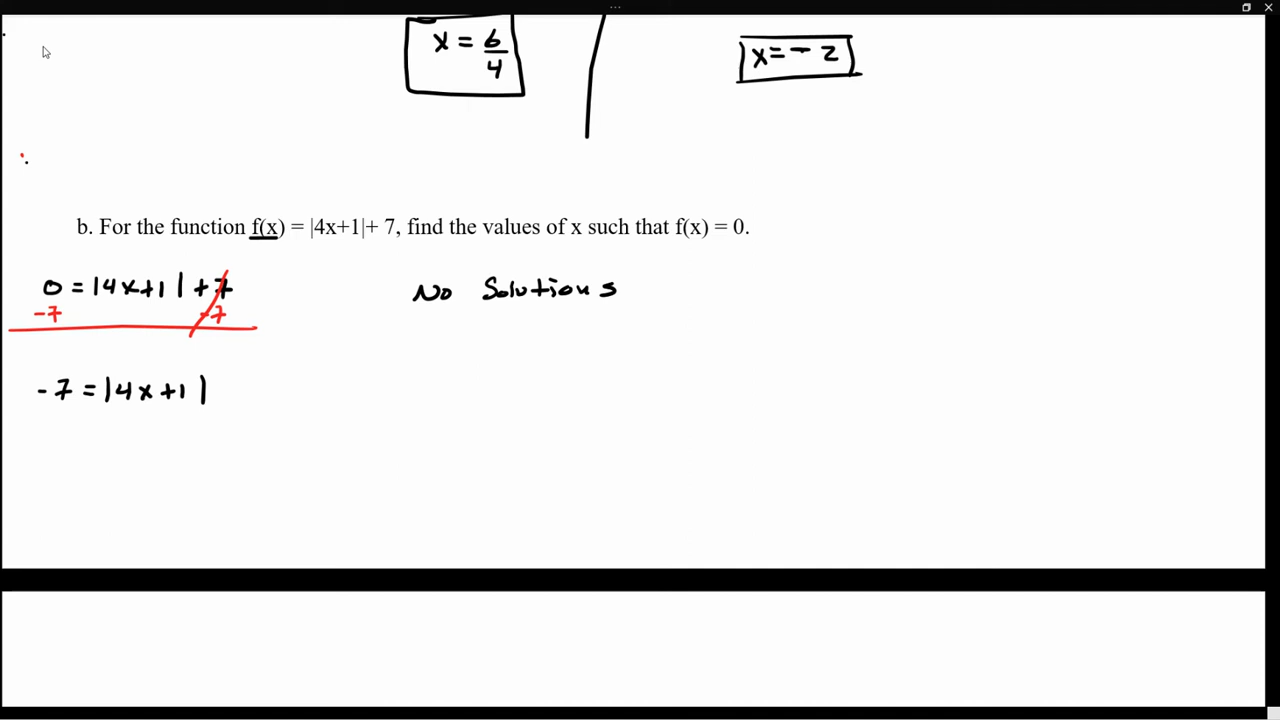 x = 6/4
x = - 2
b. For the function f(x) = |4x+1|+ 7, find the values of x such that f(x) = 0.
0 = |4x+1| + 7
No Solutions
-7 -7
-7 = |4x+1|